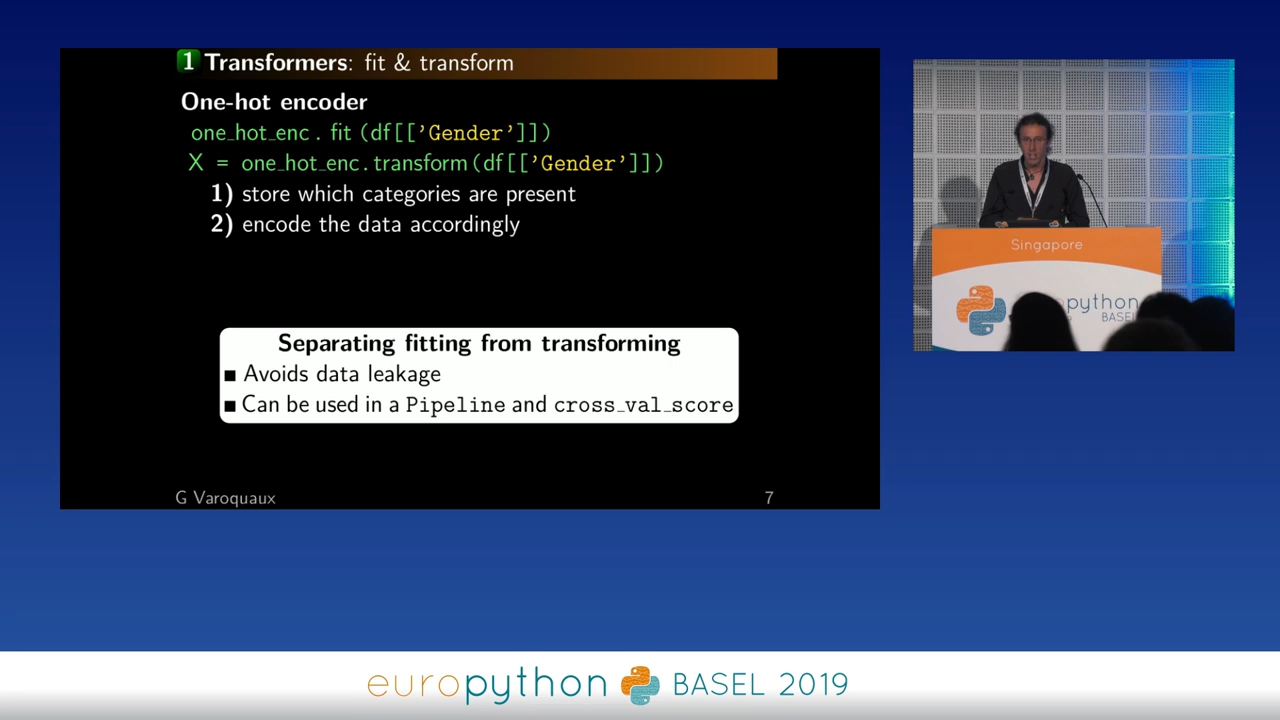 1 Transformers: fit & transform
One-hot encoder
one_hot_enc . fit (df[['Gender']])
X = one_hot_enc.transform(df[['Gender']])
1) store which categories are present
2) encode the data accordingly
Separating fitting from transforming
■ Avoids data leakage
■ Can be used in a Pipeline and cross_val_score
G Varoquaux 7
Singapore
python
BASEL
europython BASEL 2019